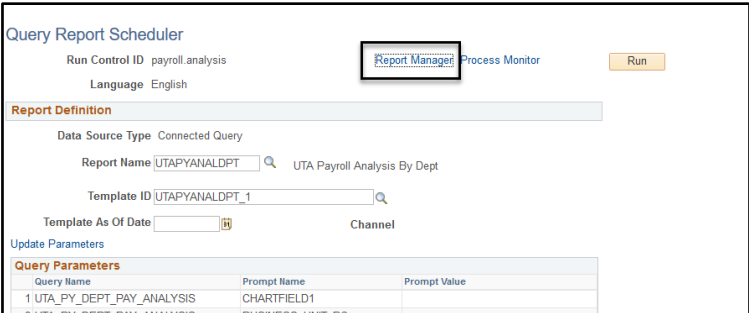 Query Report Scheduler
Run Control ID payroll.analysis Report Manager Process Monitor Run
Language English
Report Definition
Data Source Type Connected Query
Report Name UTAPYANALDPT UTA Payroll Analysis By Dept
Template ID UTAPYANALDPT_1
Template As Of Date Channel
Update Parameters
Query Parameters
Query Name Prompt Name Prompt Value
1 UTA_PY_DEPT_PAY_ANALYSIS CHARTFIELD1